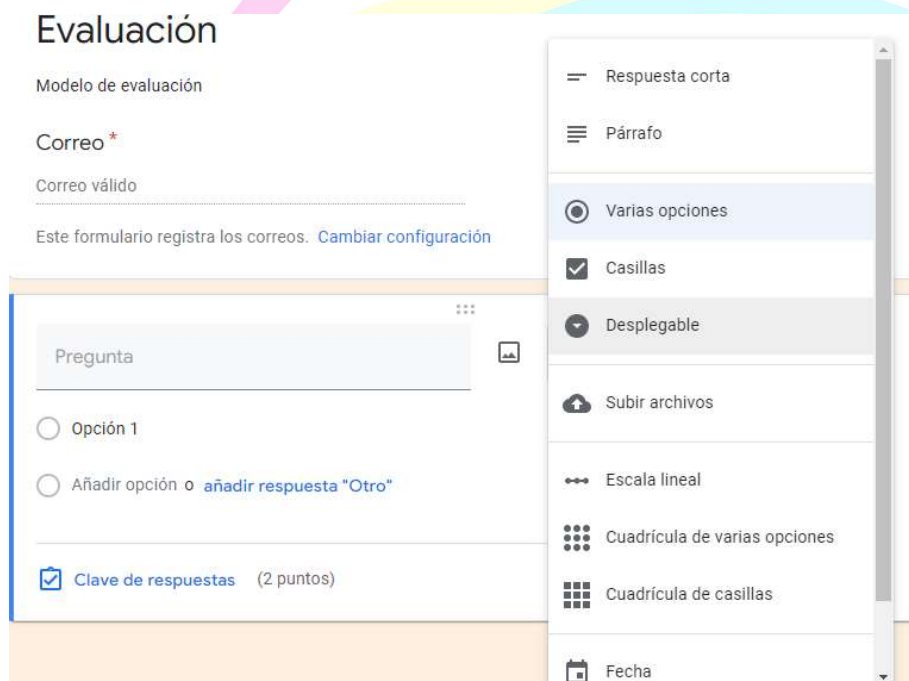 Evaluación
Modelo de evaluación
Correo *
Correo válido
Este formulario registra los correos. Cambiar configuración
Pregunta
Opción 1
Añadir opción o añadir respuesta "Otro"
Clave de respuestas (2 puntos)
Respuesta corta
Párrafo
Varias opciones
Casillas
Desplegable
Subir archivos
Escala lineal
Cuadrícula de varias opciones
Cuadrícula de casillas
Fecha